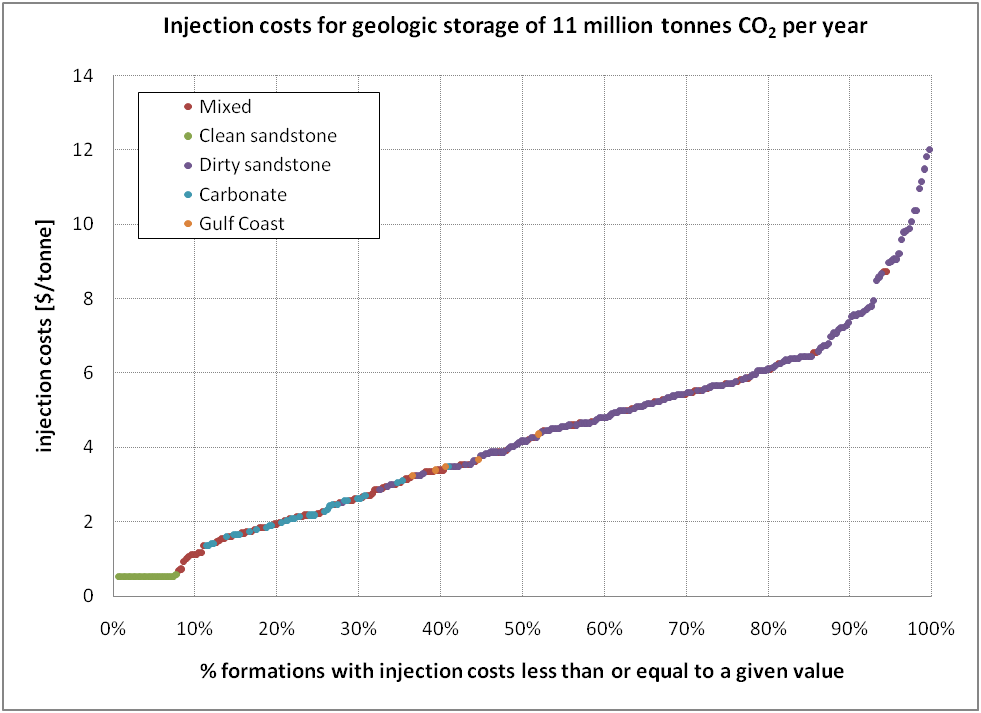 Injection costs for geologic storage of 11 million tonnes CO₂ per year
14
12
10
8
6
4
2
0
injection costs [$/tonne]
Mixed
Clean sandstone
Dirty sandstone
Carbonate
Gulf Coast
0% 10% 20% 30% 40% 50% 60% 70% 80% 90% 100%
% formations with injection costs less than or equal to a given value